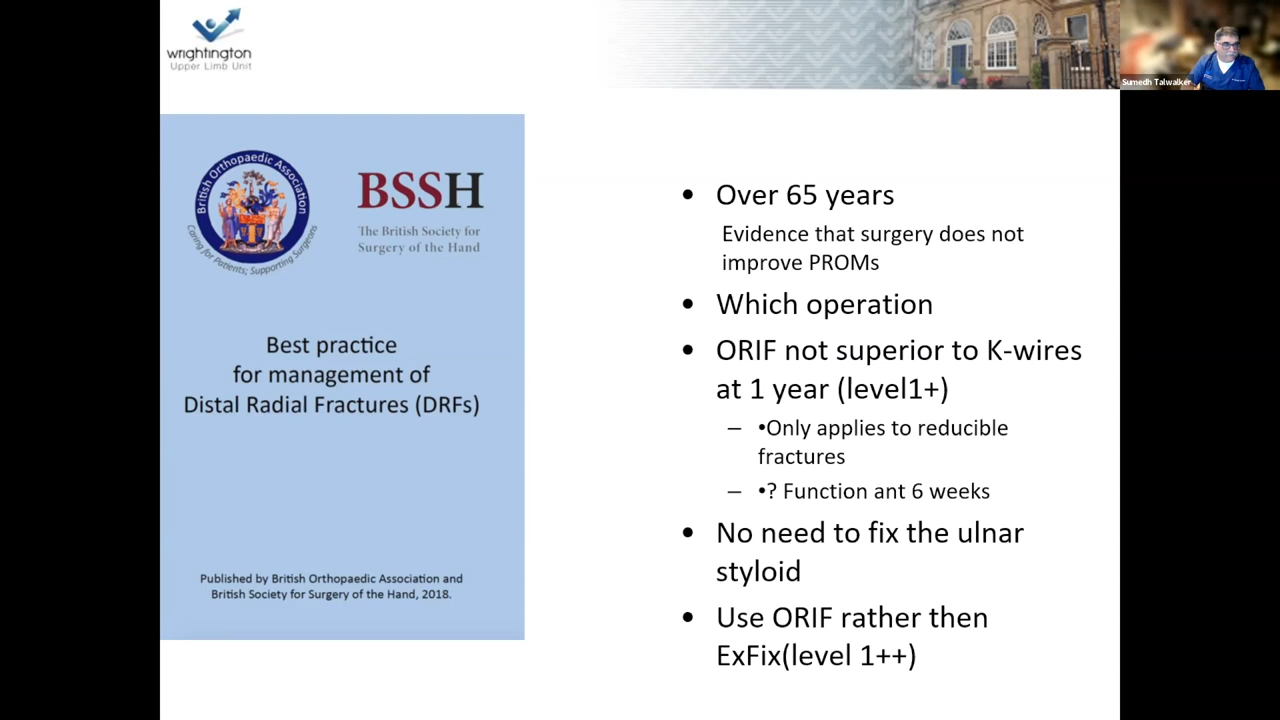 wrightington
Upper Limb Unit
Sumedh Talwalker
British Orthopaedic Association
Caring for Patients; Supporting Surgeons
BSSH
The British Society for
Surgery of the Hand
Best practice
for management of
Distal Radial Fractures (DRFs)
Published by British Orthopaedic Association and
British Society for Surgery of the Hand, 2018.
• Over 65 years
Evidence that surgery does not
improve PROMs
• Which operation
• ORIF not superior to K-wires
at 1 year (level1+)
– •Only applies to reducible
fractures
– •? Function ant 6 weeks
• No need to fix the ulnar
styloid
• Use ORIF rather then
ExFix(level 1++)